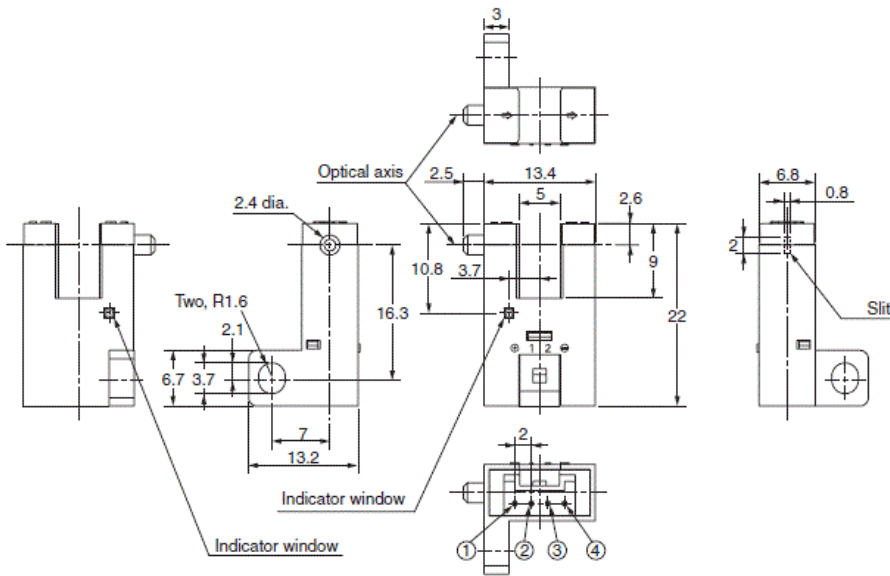 3
Optical axis
2.5
13.4
6.8
5
2.6
0.8
2.4 dia.
10.8
3.7
9
2
Two, R1.6
16.3
22
Slit
2.1
6.7
3.7
⊕ 1 2 ⊖
7
13.2
2
Indicator window
Indicator window
① ② ③ ④